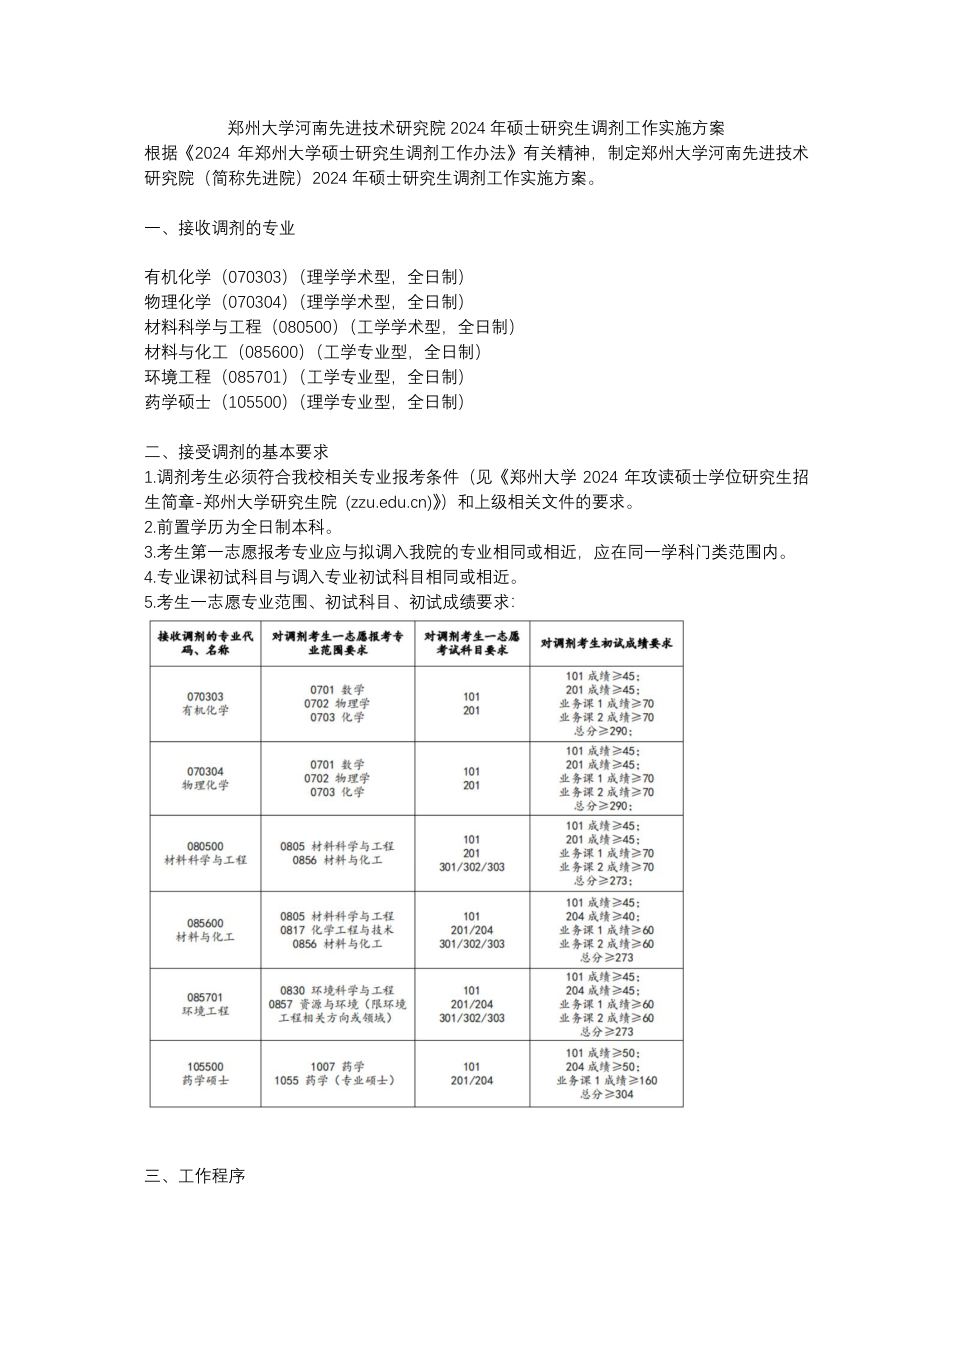 郑州大学河南先进技术研究院 2024 年硕士研究生调剂工作实施方案
根据《2024 年郑州大学硕士研究生调剂工作办法》有关精神，制定郑州大学河南先进技术
研究院（简称先进院）2024 年硕士研究生调剂工作实施方案。
一、接收调剂的专业
有机化学（070303）（理学学术型，全日制）
物理化学（070304）（理学学术型，全日制）
材料科学与工程（080500）（工学学术型，全日制）
材料与化工（085600）（工学专业型，全日制）
环境工程（085701）（工学专业型，全日制）
药学硕士（105500）（理学专业型，全日制）
二、接受调剂的基本要求
1.调剂考生必须符合我校相关专业报考条件（见《郑州大学 2024 年攻读硕士学位研究生招
生简章-郑州大学研究生院 (zzu.edu.cn)》）和上级相关文件的要求。
2.前置学历为全日制本科。
3.考生第一志愿报考专业应与拟调入我院的专业相同或相近，应在同一学科门类范围内。
4.专业课初试科目与调入专业初试科目相同或相近。
5.考生一志愿专业范围、初试科目、初试成绩要求：
接收调剂的专业代
码、名称
对调剂考生一志愿报考专
业范围要求
对调剂考生一志愿
考试科目要求
对调剂考生初试成绩要求
070303
有机化学
0701 数学
0702 物理学
0703 化学
101
201
101 成绩≥45；
201 成绩≥45；
业务课 1 成绩≥70
业务课 2 成绩≥70
总分≥290；
070304
物理化学
0701 数学
0702 物理学
0703 化学
101
201
101 成绩≥45；
201 成绩≥45；
业务课 1 成绩≥70
业务课 2 成绩≥70
总分≥290；
080500
材料科学与工程
0805 材料科学与工程
0856 材料与化工
101
201
301/302/303
101 成绩≥45；
201 成绩≥45；
业务课 1 成绩≥70
业务课 2 成绩≥70
总分≥273；
085600
材料与化工
0805 材料科学与工程
0817 化学工程与技术
0856 材料与化工
101
201/204
301/302/303
101 成绩≥45；
204 成绩≥40；
业务课 1 成绩≥60
业务课 2 成绩≥60
总分≥273
085701
环境工程
0830 环境科学与工程
0857 资源与环境（限环境
工程相关方向或领域）
101
201/204
301/302/303
101 成绩≥45；
204 成绩≥45；
业务课 1 成绩≥60
业务课 2 成绩≥60
总分≥273
105500
药学硕士
1007 药学
1055 药学（专业硕士）
101
201/204
101 成绩≥50；
204 成绩≥50；
业务课 1 成绩≥160
总分≥304
三、工作程序